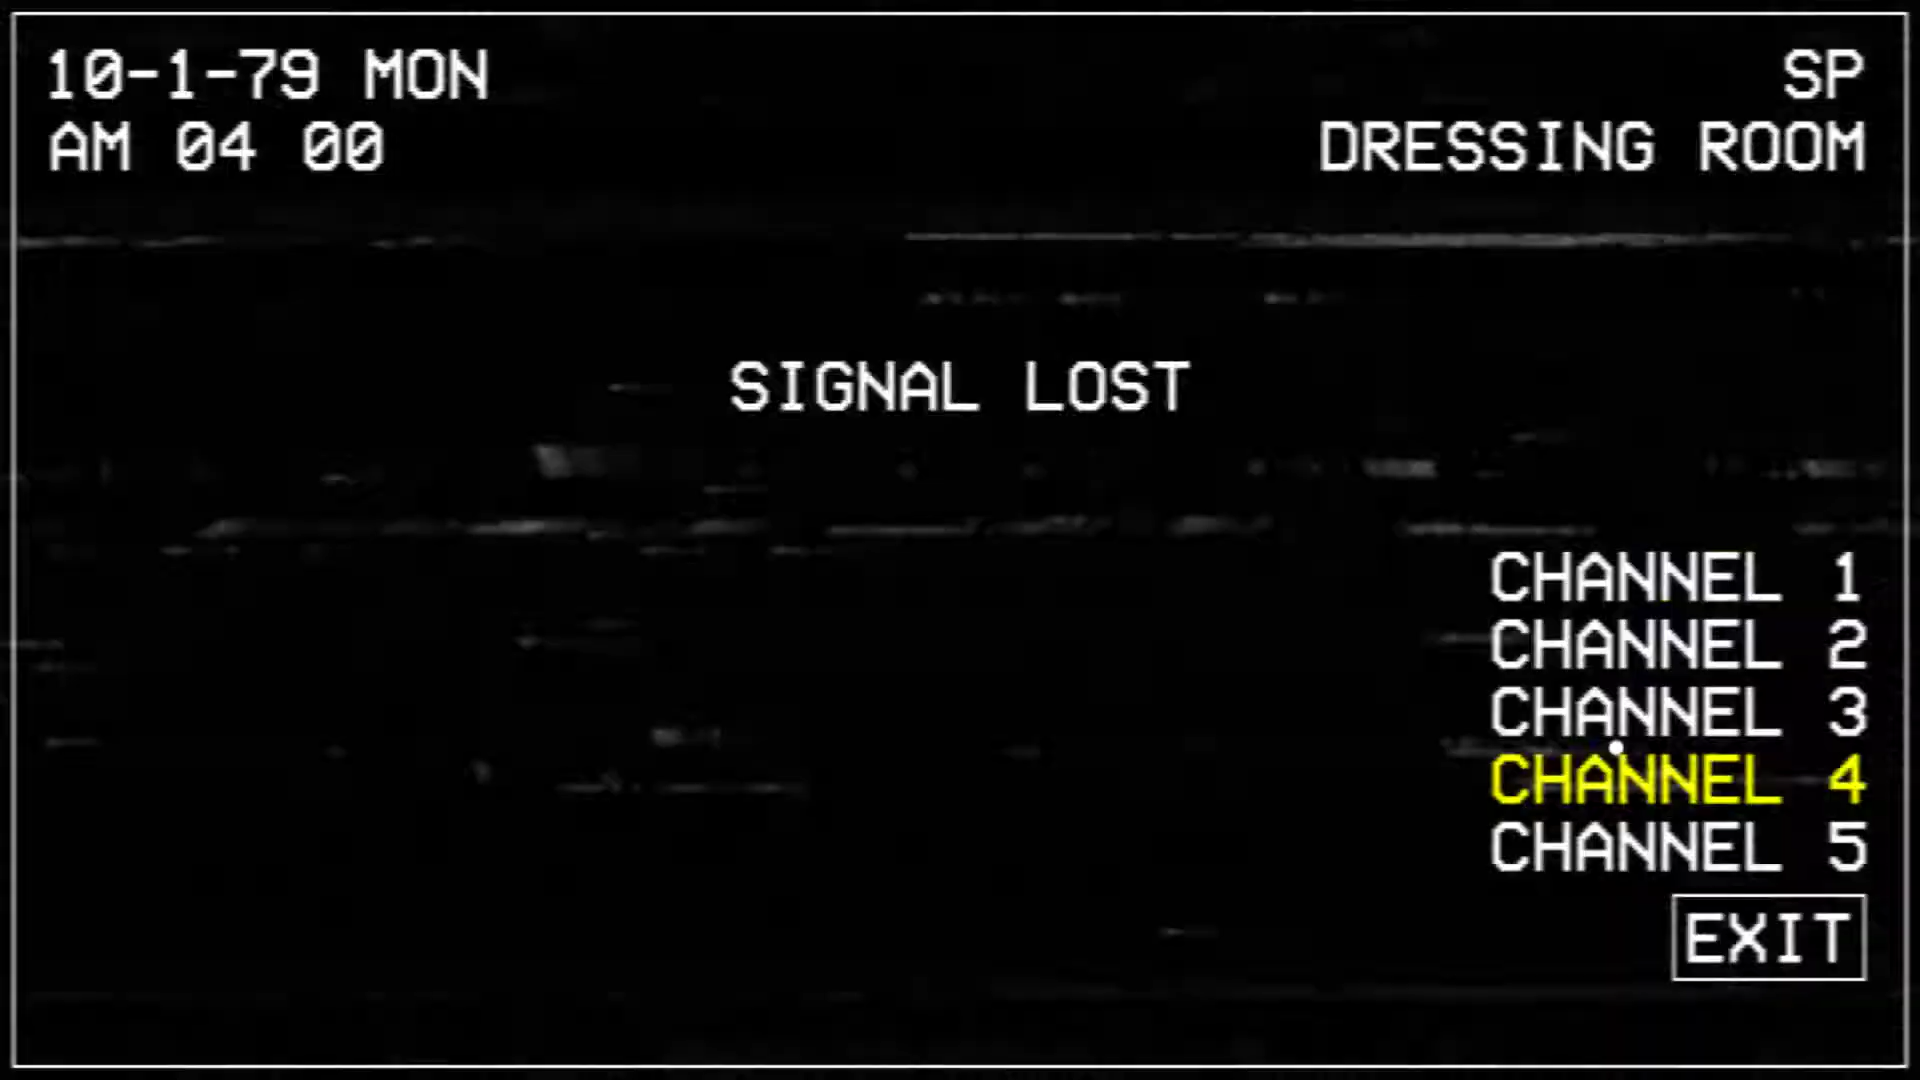 10-1-79 MON
AM 04 00
SP
DRESSING ROOM
SIGNAL LOST
CHANNEL 1
CHANNEL 2
CHANNEL 3
CHANNEL 4
CHANNEL 5
EXIT